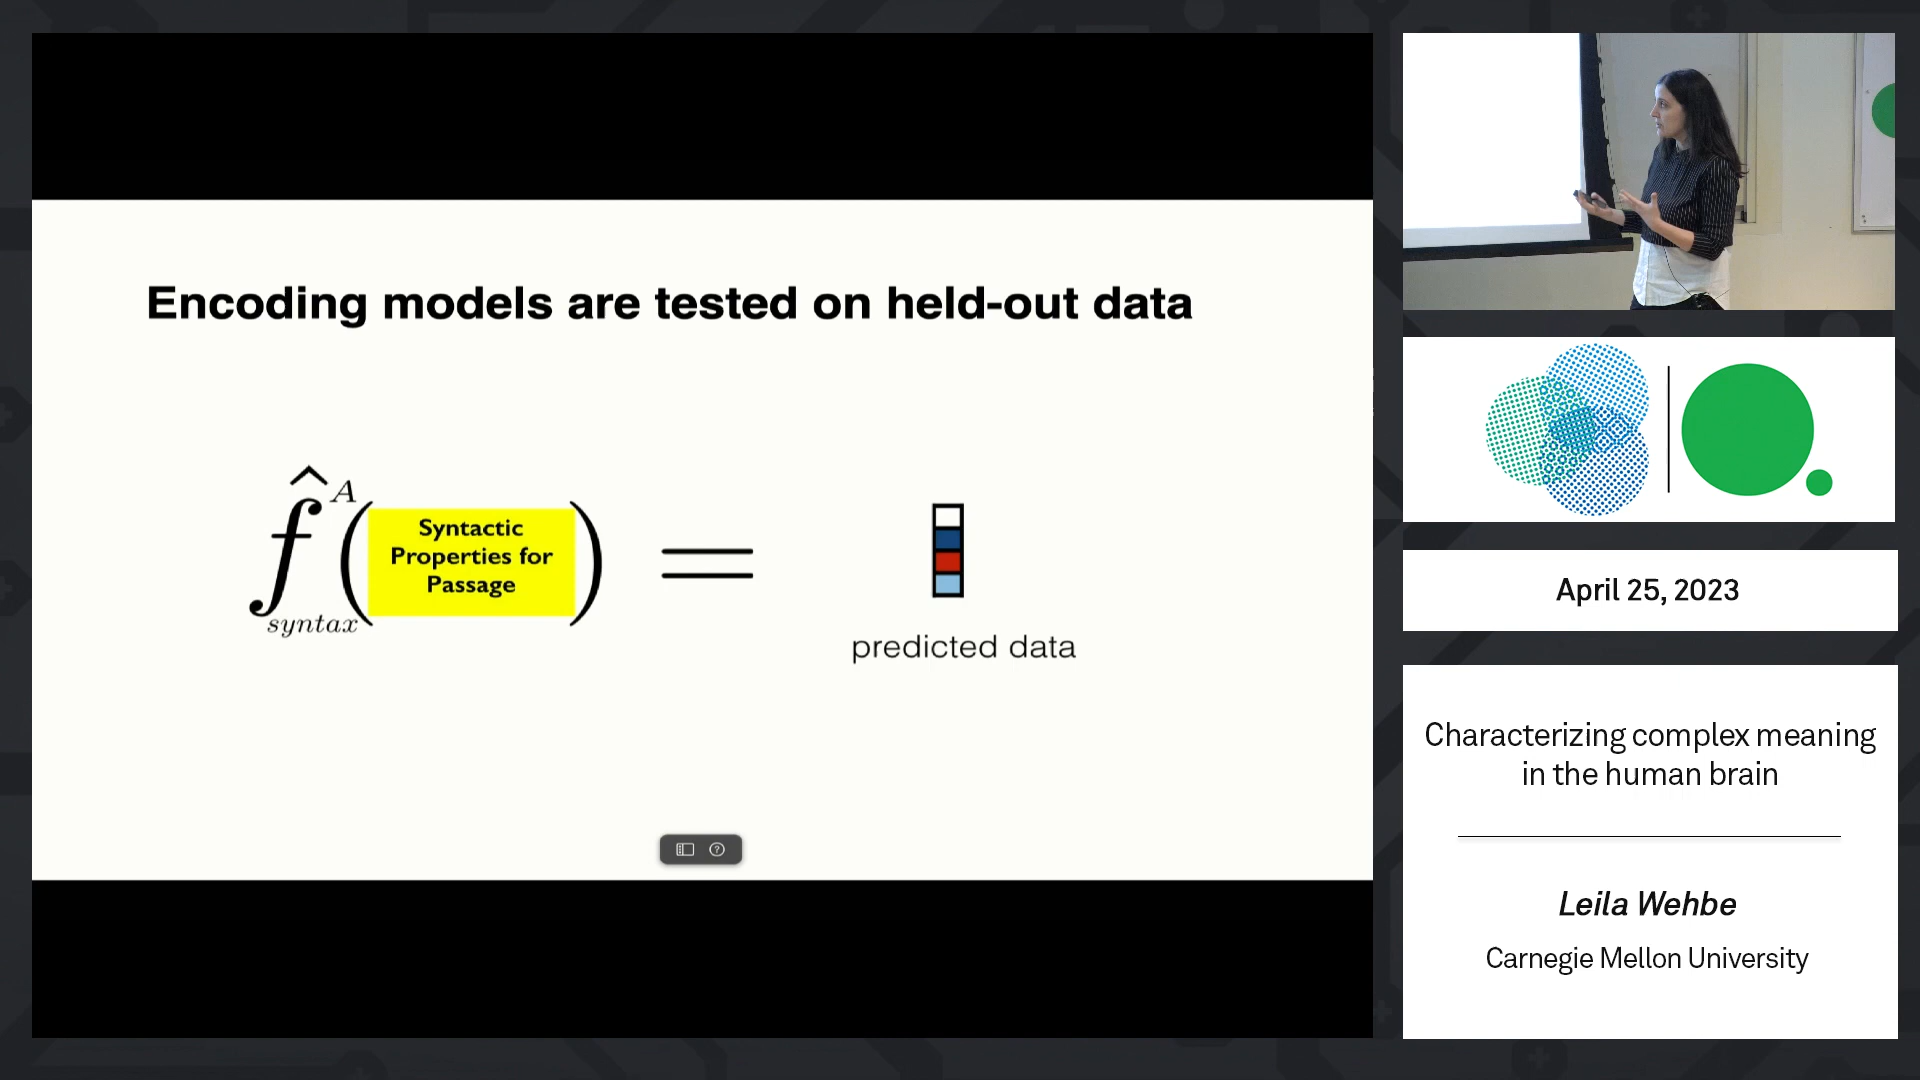 Encoding models are tested on held-out data
f̂ A
syntax
(
Syntactic
Properties for
Passage
)
=
predicted data
April 25, 2023
Characterizing complex meaning
in the human brain
Leila Wehbe
Carnegie Mellon University